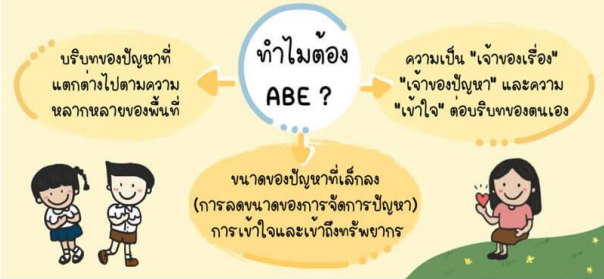 ทำไมต้อง
ABE ?
บริบทของปัญหาที่
แตกต่างไปตามความ
หลากหลายของพื้นที่
ความเป็น "เจ้าของเรื่อง"
"เจ้าของปัญหา" และความ
"เข้าใจ" ต่อบริบทของตนเอง
ขนาดของปัญหาที่เล็กลง
(การลดขนาดของการจัดการปัญหา)
การเข้าใจและเข้าถึงทรัพยากร